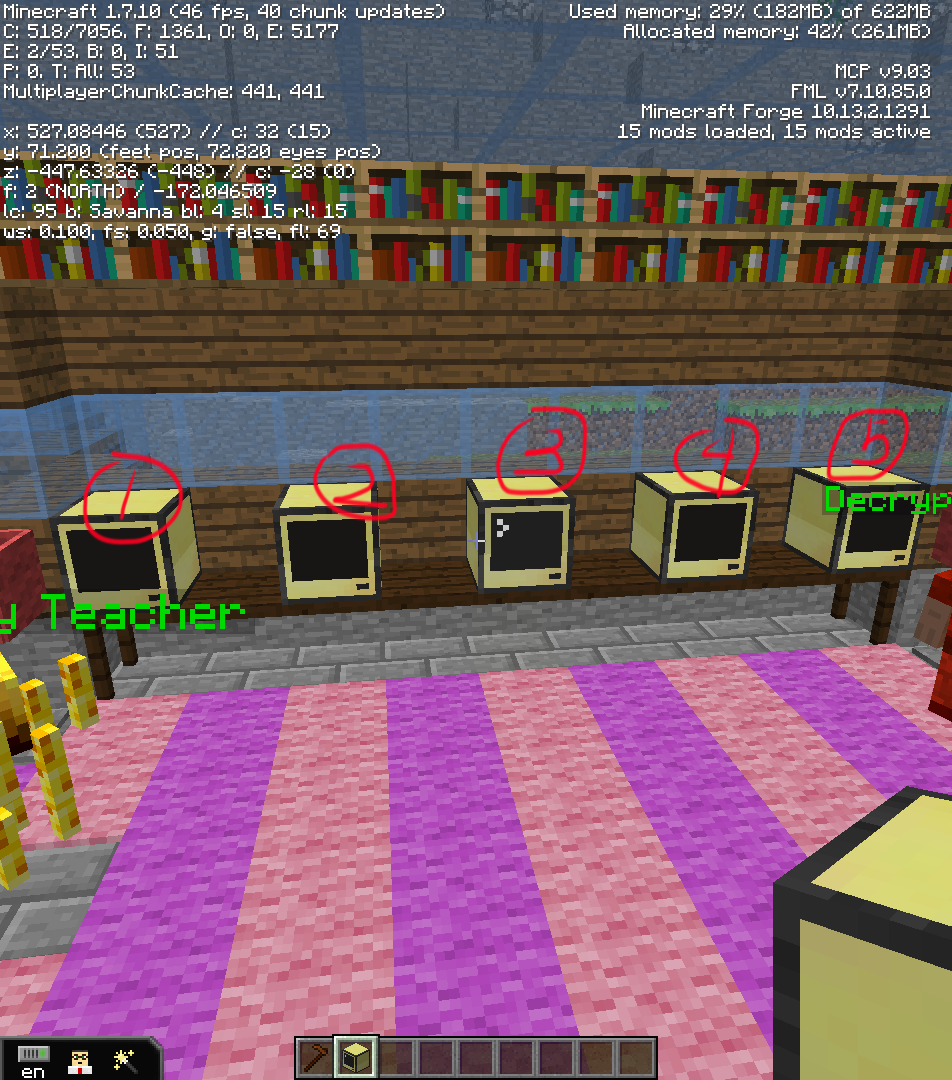 Minecraft 1.7.10 (46 fps, 40 chunk updates)
C: 518/7056. F: 1361, O: 0, E: 5177
E: 2/53. B: 0, I: 51
P: 0. T: All: 53
MultiplayerChunkCache: 441, 441
x: 527.08446 (527) // c: 32 (15)
y: 71.200 (feet pos, 72.820 eyes pos)
z: -447.63326 (-448) // c: -28 (0)
f: 2 (NORTH) / -172.046509
lc: 95 b: Savanna bl: 4 sl: 15 rl: 15
ws: 0.100, fs: 0.050, g: false, fl: 69
Used memory: 29% (182MB) of 622MB
Allocated memory: 42% (261MB)
MCP v9.03
FML v7.10.85.0
Minecraft Forge 10.13.2.1291
15 mods loaded, 15 mods active
1 2 3 4 5
>
Decryp
y Teacher
en